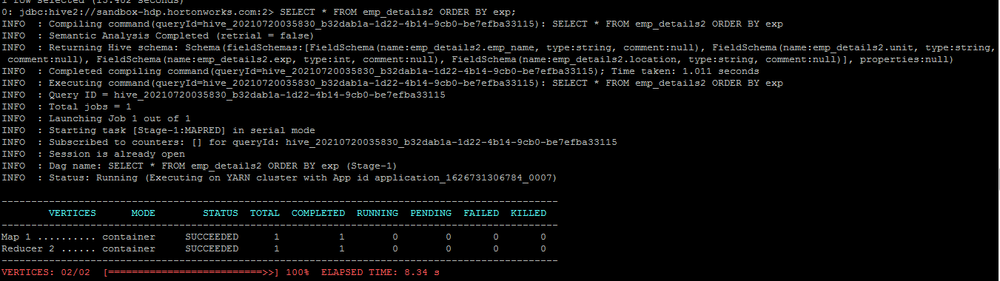 1 row selected (13.402 seconds)
0: jdbc:hive2://sandbox-hdp.hortonworks.com:2> SELECT * FROM emp_details2 ORDER BY exp;
INFO  : Compiling command(queryId=hive_20210720035830_b32dab1a-1d22-4b14-9cb0-be7efba33115): SELECT * FROM emp_details2 ORDER BY exp
INFO  : Semantic Analysis Completed (retrial = false)
INFO  : Returning Hive schema: Schema(fieldSchemas:[FieldSchema(name:emp_details2.emp_name, type:string, comment:null), FieldSchema(name:emp_details2.unit, type:string,
comment:null), FieldSchema(name:emp_details2.exp, type:int, comment:null), FieldSchema(name:emp_details2.location, type:string, comment:null)], properties:null)
INFO  : Completed compiling command(queryId=hive_20210720035830_b32dab1a-1d22-4b14-9cb0-be7efba33115); Time taken: 1.011 seconds
INFO  : Executing command(queryId=hive_20210720035830_b32dab1a-1d22-4b14-9cb0-be7efba33115): SELECT * FROM emp_details2 ORDER BY exp
INFO  : Query ID = hive_20210720035830_b32dab1a-1d22-4b14-9cb0-be7efba33115
INFO  : Total jobs = 1
INFO  : Launching Job 1 out of 1
INFO  : Starting task [Stage-1:MAPRED] in serial mode
INFO  : Subscribed to counters: [] for queryId: hive_20210720035830_b32dab1a-1d22-4b14-9cb0-be7efba33115
INFO  : Session is already open
INFO  : Dag name: SELECT * FROM emp_details2 ORDER BY exp (Stage-1)
INFO  : Status: Running (Executing on YARN cluster with App id application_1626731306784_0007)
----------------------------------------------------------------------------------------------
VERTICES      MODE        STATUS  TOTAL  COMPLETED  RUNNING  PENDING  FAILED  KILLED
----------------------------------------------------------------------------------------------
Map 1 .......... container     SUCCEEDED      1          1        0        0       0       0
Reducer 2 ...... container     SUCCEEDED      1          1        0        0       0       0
----------------------------------------------------------------------------------------------
VERTICES: 02/02  [==========================>>] 100%  ELAPSED TIME: 8.34 s